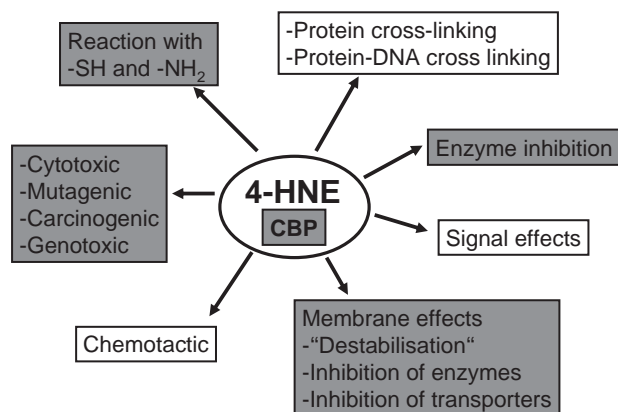 Reaction with
-SH and -NH₂
-Protein cross-linking
-Protein-DNA cross linking
Enzyme inhibition
-Cytotoxic
-Mutagenic
-Carcinogenic
-Genotoxic
4-HNE
CBP
Signal effects
Chemotactic
Membrane effects
-“Destabilisation“
-Inhibition of enzymes
-Inhibition of transporters